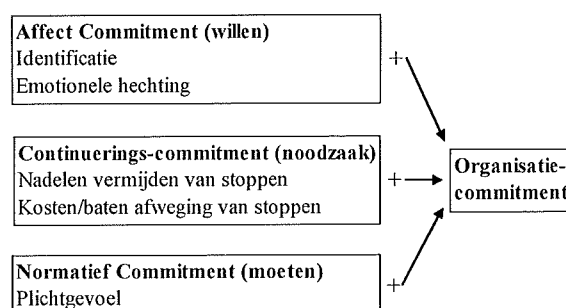 Affect Commitment (willen)
Identificatie
Emotionele hechting
+
Continuerings-commitment (noodzaak)
Nadelen vermijden van stoppen
Kosten/baten afweging van stoppen
+
Organisatie-
commitment
Normatief Commitment (moeten)
Plichtgevoel
+